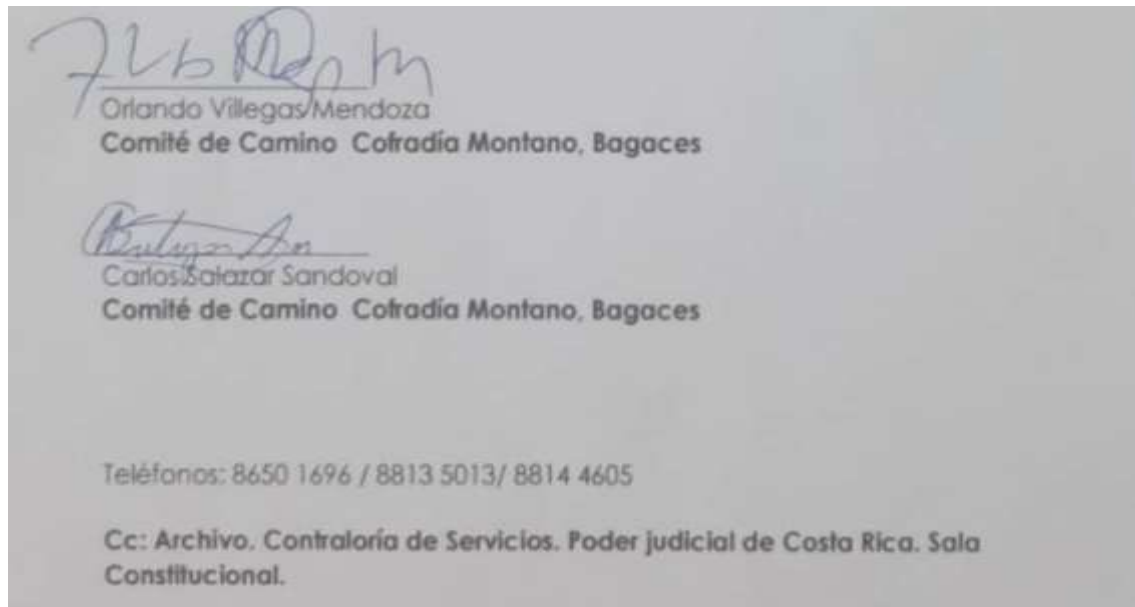 Orlando Villegas Mendoza
Comité de Camino Cofradía Montano, Bagaces
Carlos Salazar Sandoval
Comité de Camino Cofradía Montano, Bagaces
Teléfonos: 8650 1696 / 8813 5013/ 8814 4605
Cc: Archivo. Contraloría de Servicios. Poder judicial de Costa Rica. Sala
Constitucional.